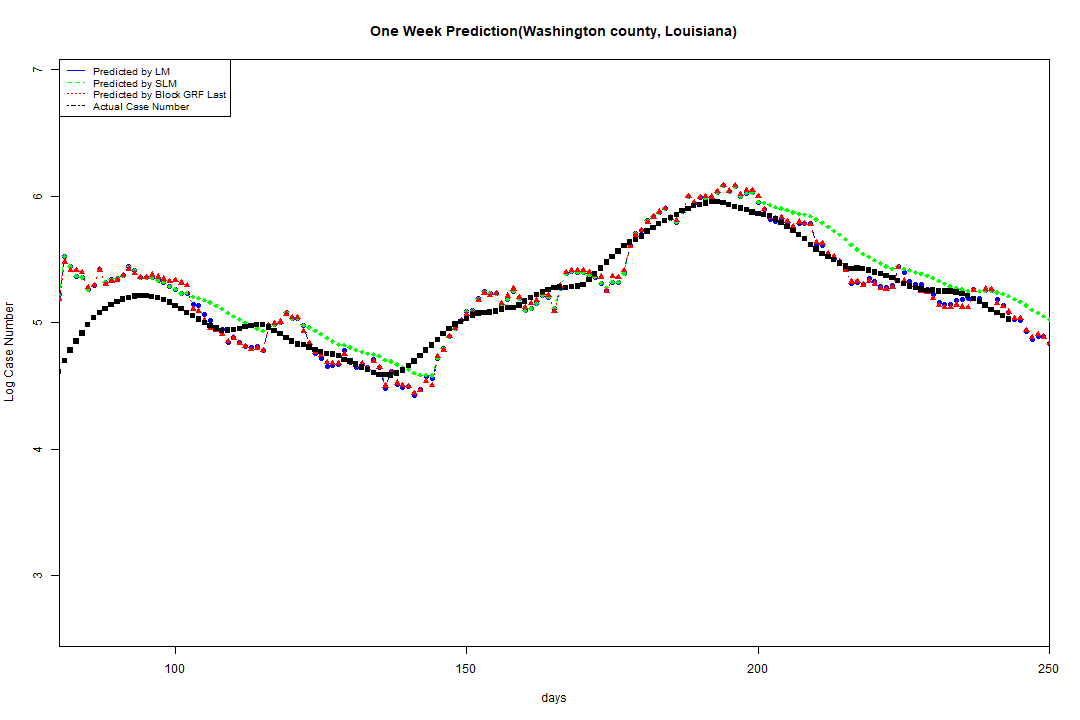 One Week Prediction(Washington county, Louisiana)
Predicted by LM
Predicted by SLM
Predicted by Block GRF Last
Actual Case Number
7
6
5
4
3
Log Case Number
100 150 200 250
days